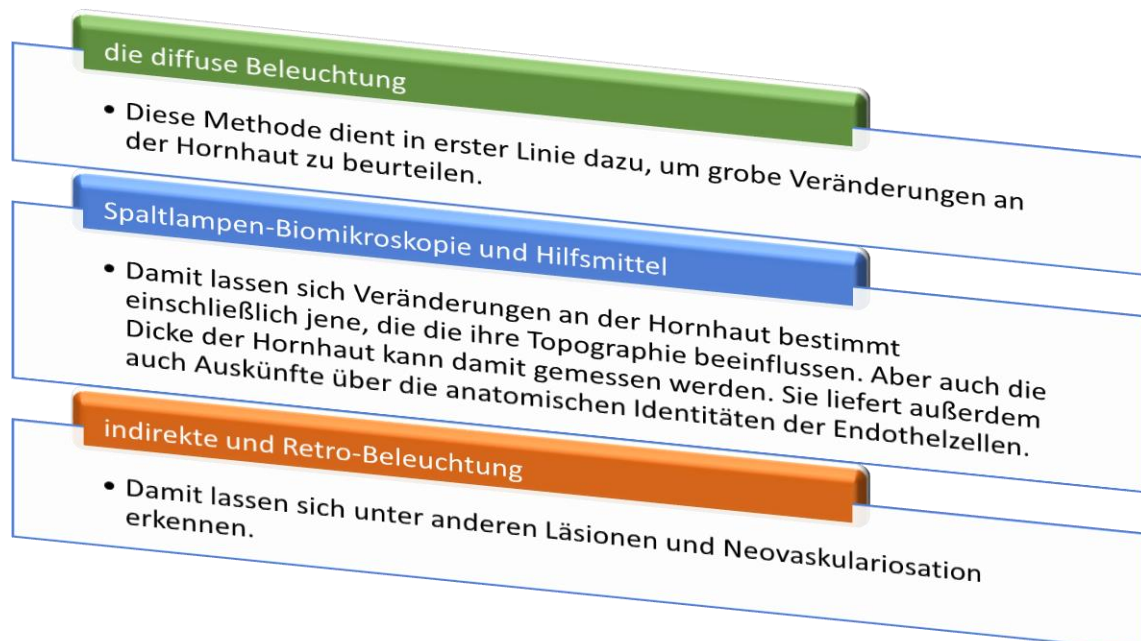 die diffuse Beleuchtung
• Diese Methode dient in erster Linie dazu, um grobe Veränderungen an
der Hornhaut zu beurteilen.
Spaltlampen-Biomikroskopie und Hilfsmittel
• Damit lassen sich Veränderungen an der Hornhaut bestimmt
einschließlich jene, die die ihre Topographie beeinflussen. Aber auch die
Dicke der Hornhaut kann damit gemessen werden. Sie liefert außerdem
auch Auskünfte über die anatomischen Identitäten der Endothelzellen.
indirekte und Retro-Beleuchtung
• Damit lassen sich unter anderen Läsionen und Neovaskulariosation
erkennen.